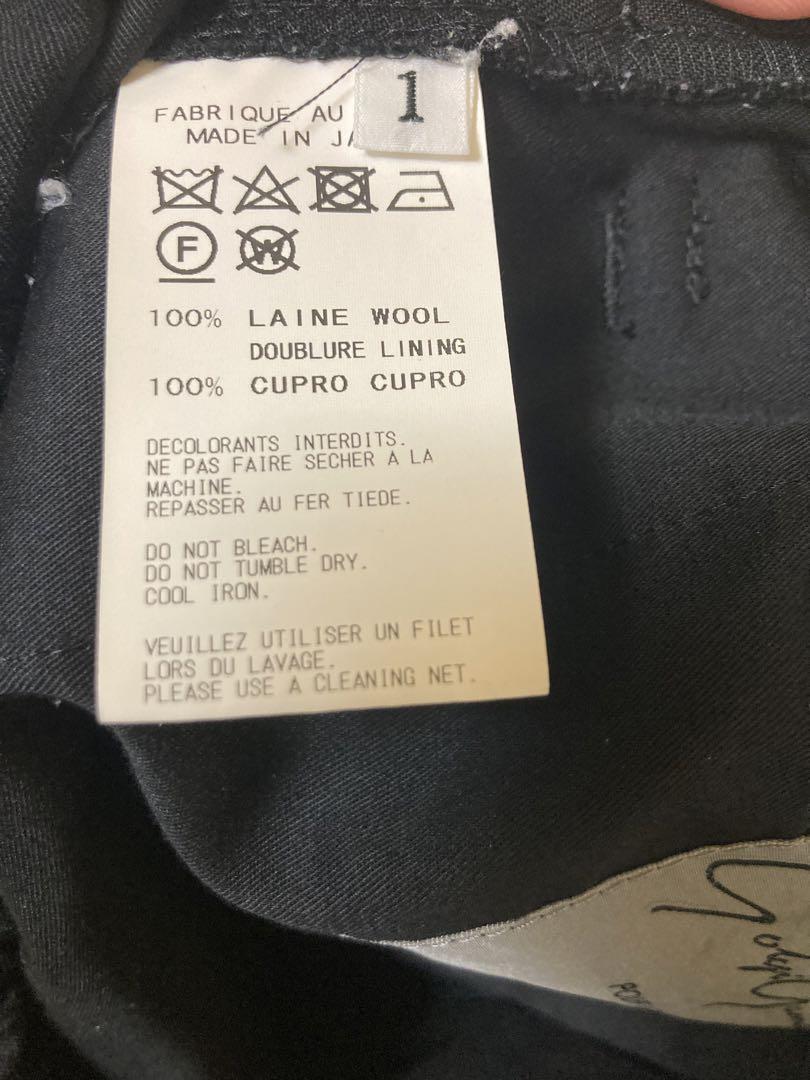 1
FABRIQUE AU
MADE IN JA
F
W
100% LAINE WOOL
DOUBLURE LINING
100% CUPRO CUPRO
DECOLORANTS INTERDITS.
NE PAS FAIRE SECHER A LA
MACHINE.
REPASSER AU FER TIEDE.
DO NOT BLEACH.
DO NOT TUMBLE DRY.
COOL IRON.
VEUILLEZ UTILISER UN FILET
LORS DU LAVAGE.
PLEASE USE A CLEANING NET.